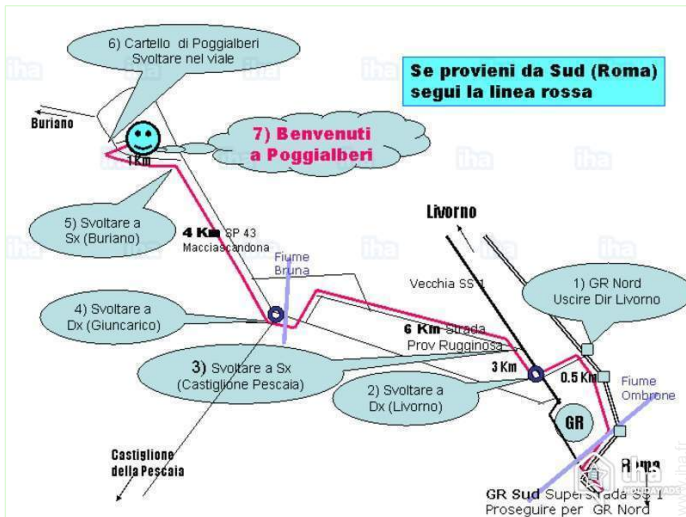 6) Cartello di Poggialberi
Svoltare nel viale
Se provieni da Sud (Roma)
segui la linea rossa
Buriano
7) Benvenuti
a Poggialberi
1 Km
5) Svoltare a
Sx (Buriano)
4 Km SP 43
Macciascandona
Livorno
Fiume
Bruna
Vecchia SS 1
1) GR Nord
Uscire Dir Livorno
4) Svoltare a
Dx (Giuncarico)
6 Km Strada
Prov Rugginosa
3) Svoltare a Sx
(Castiglione Pescaia)
3 Km
0.5 Km
2) Svoltare a
Dx (Livorno)
Fiume
Ombrone
GR
Castiglione
della Pescaia
Roma
GR Sud Superstrada SS 1
Proseguire per GR Nord
iha
www.iha.fr